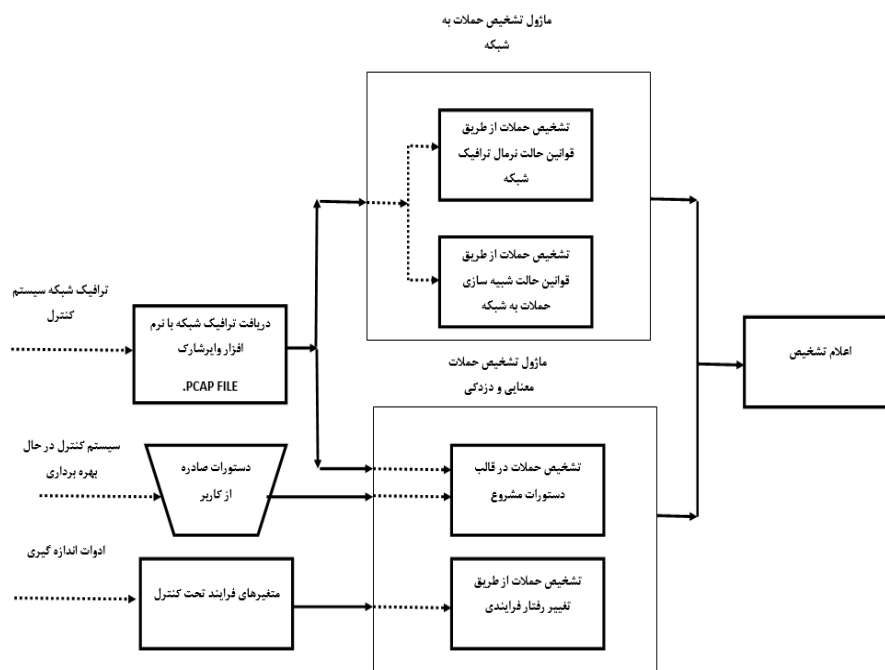 ماژول تشخیص حملات به
شبکه
تشخیص حملات از طریق
قوانین حالت نرمال ترافیک
شبکه
تشخیص حملات از طریق
قوانین حالت شبیه سازی
حملات به شبکه
ترافیک شبکه سیستم
کنترل
دریافت ترافیک شبکه با نرم
افزار وایرشارک
.PCAP FILE
اعلام تشخیص
ماژول تشخیص حملات
معنایی و دزدکی
سیستم کنترل در حال
بهره برداری
دستورات صادره
از کاربر
تشخیص حملات در قالب
دستورات مشروع
ادوات اندازه گیری
متغیرهای فرایند تحت کنترل
تشخیص حملات از طریق
تغییر رفتار فرایندی